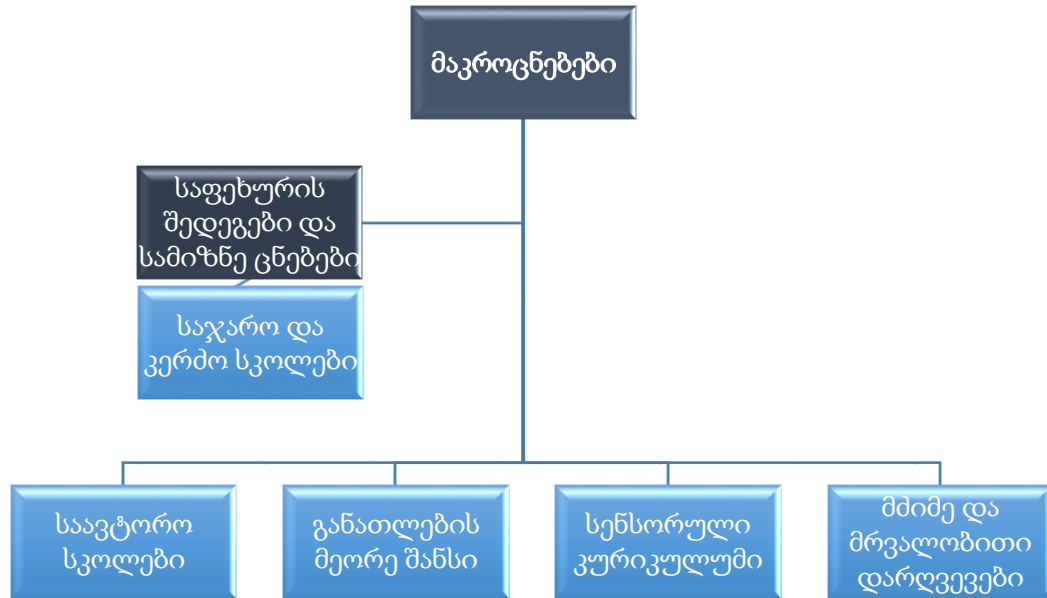 მაკროცნებები
საფეხურის
შედეგები და
სამიზნე ცნებები
საჯარო და
კერძო სკოლები
საავტორო
სკოლები
განათლების
მეორე შანსი
სენსორული
კურიკულუმი
მძიმე და
მრვალობითი
დარღვევები